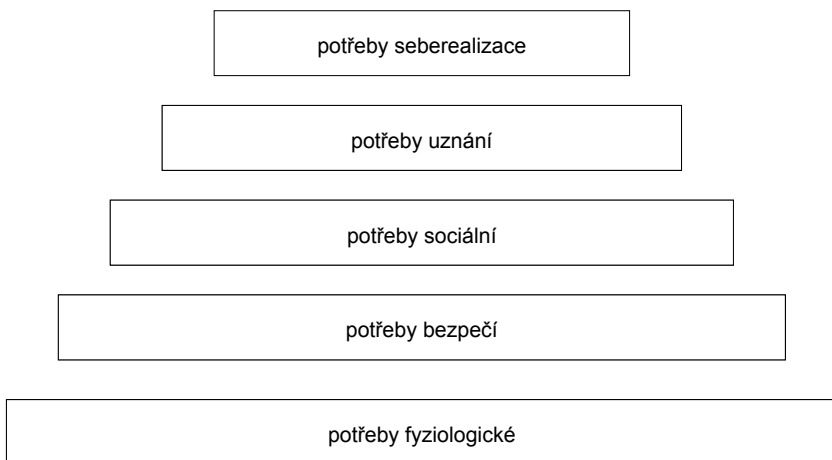 potřeby seberealizace
potřeby uznání
potřeby sociální
potřeby bezpečí
potřeby fyziologické